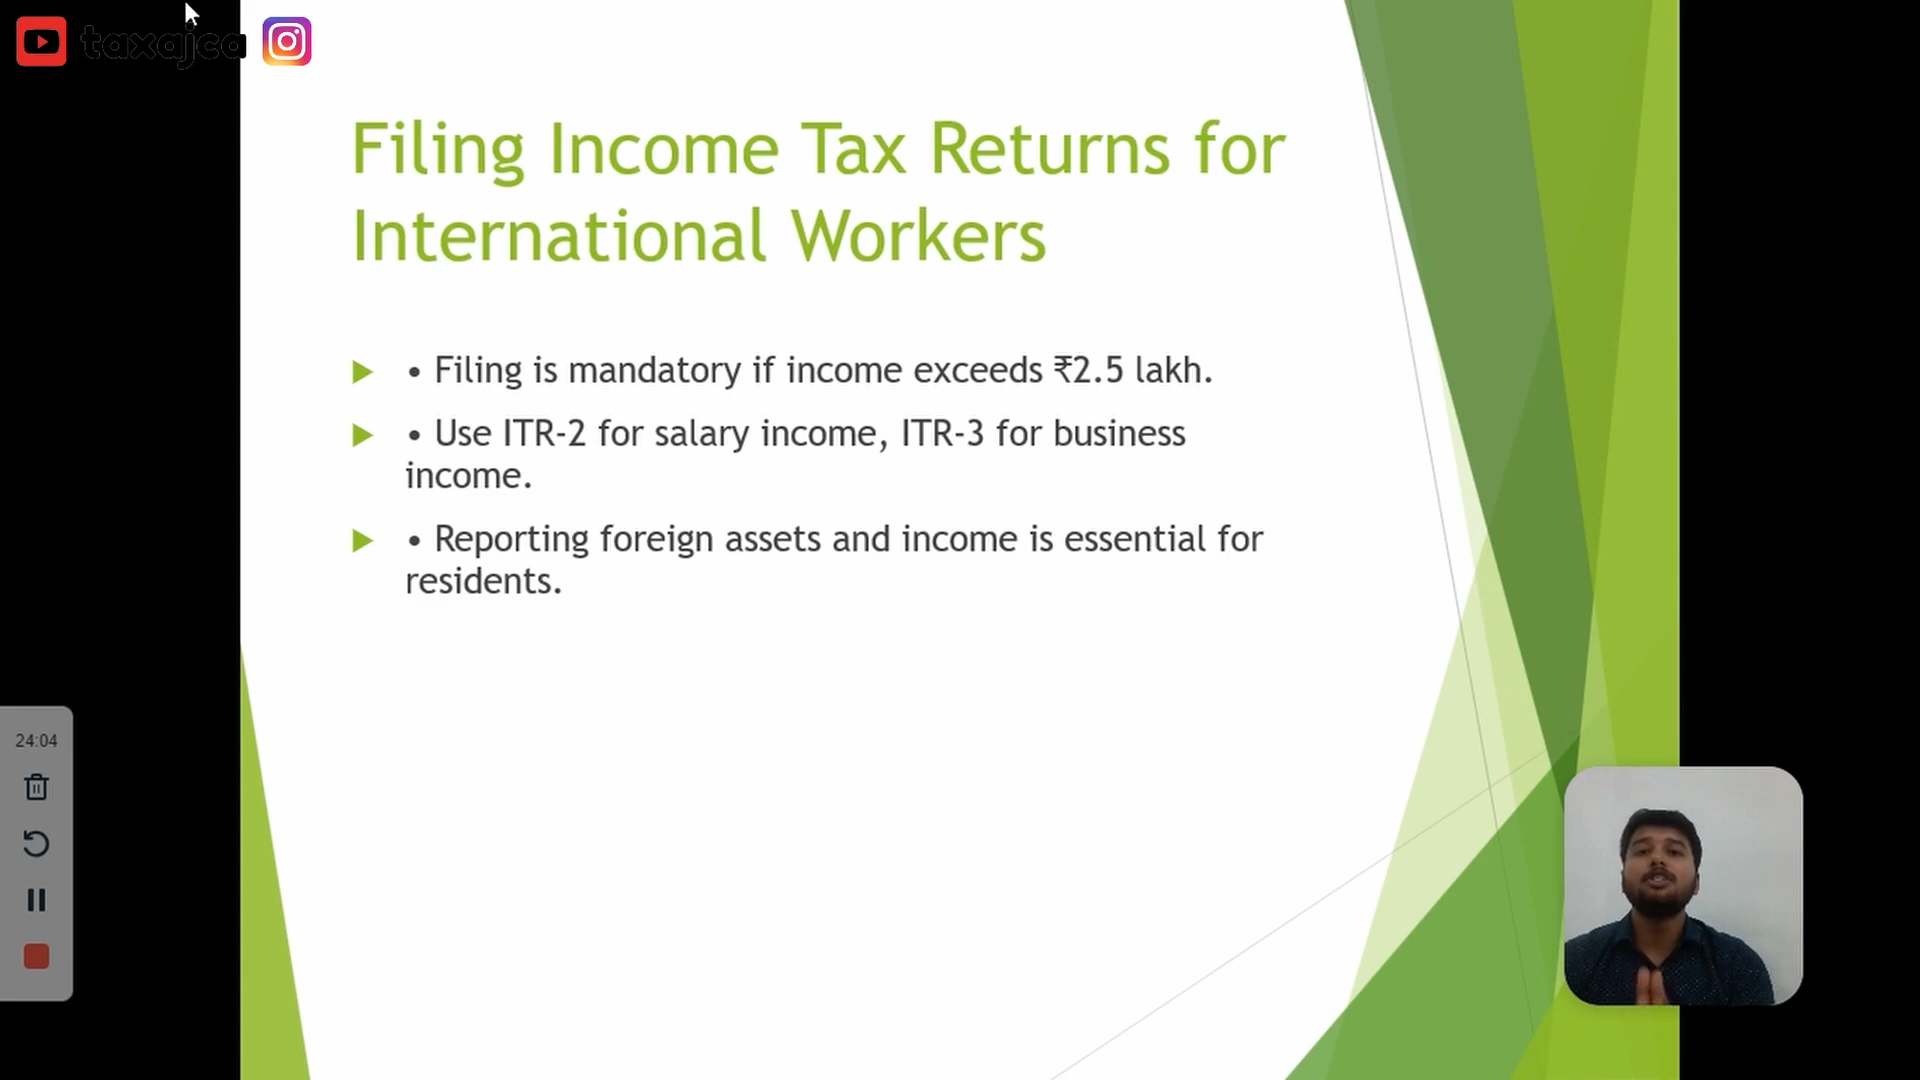 taxajca
Filing Income Tax Returns for
International Workers
• Filing is mandatory if income exceeds ₹2.5 lakh.
• Use ITR-2 for salary income, ITR-3 for business
income.
• Reporting foreign assets and income is essential for
residents.
24:04